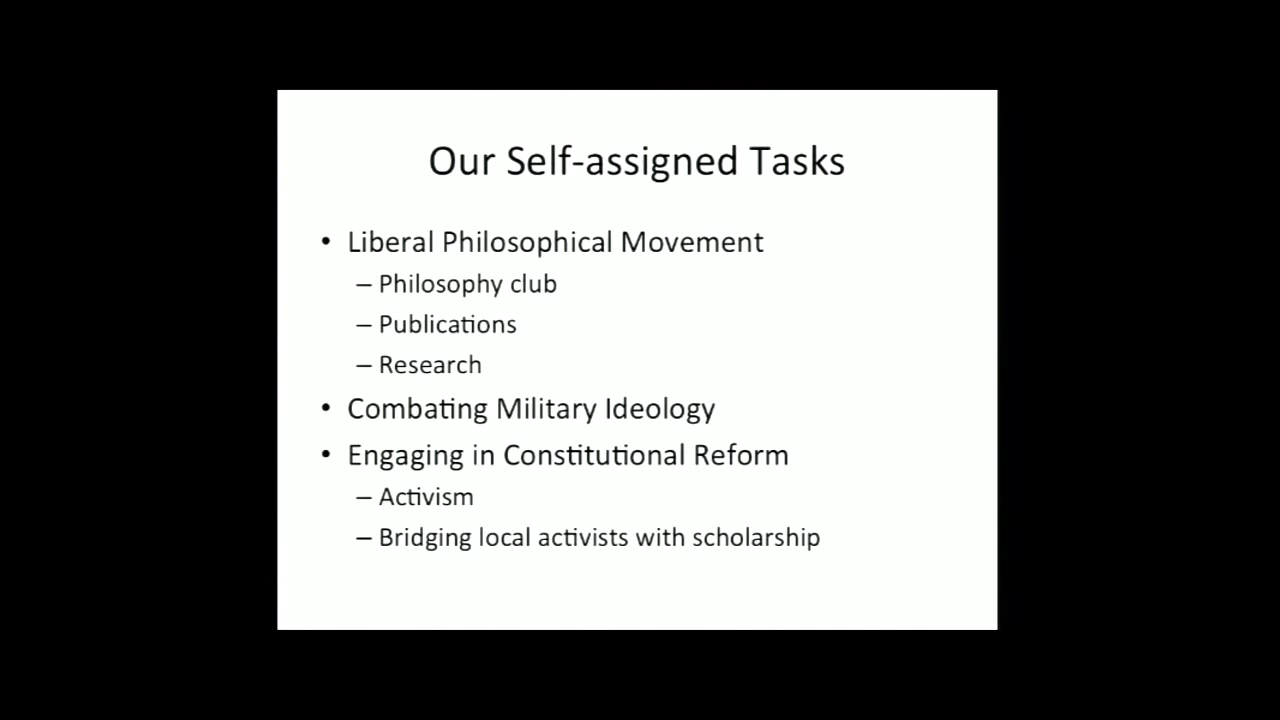 Our Self-assigned Tasks
• Liberal Philosophical Movement
– Philosophy club
– Publications
– Research
• Combating Military Ideology
• Engaging in Constitutional Reform
– Activism
– Bridging local activists with scholarship